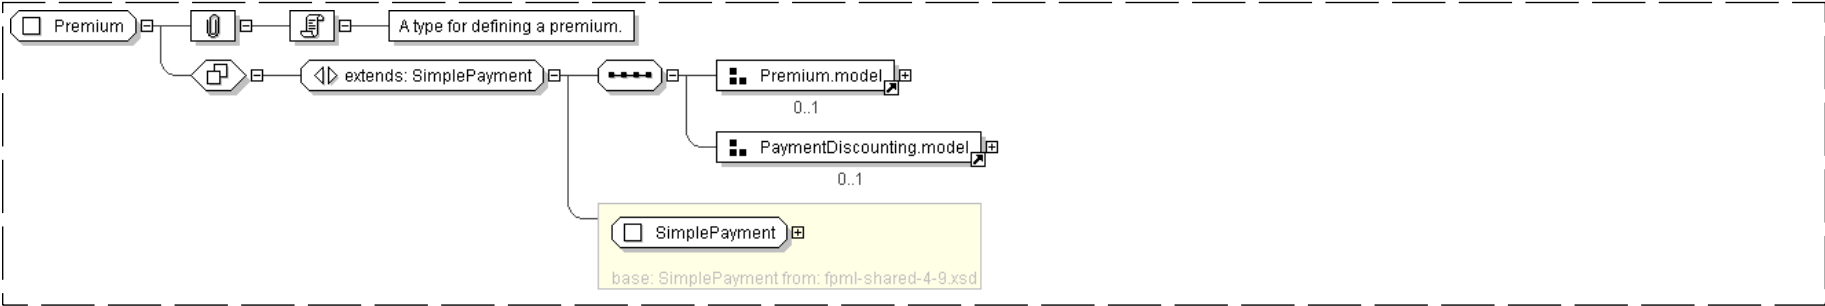 Premium
A type for defining a premium.
extends: SimplePayment
Premium.model
0..1
PaymentDiscounting.model
0..1
SimplePayment
base: SimplePayment from: fpml-shared-4-9.xsd